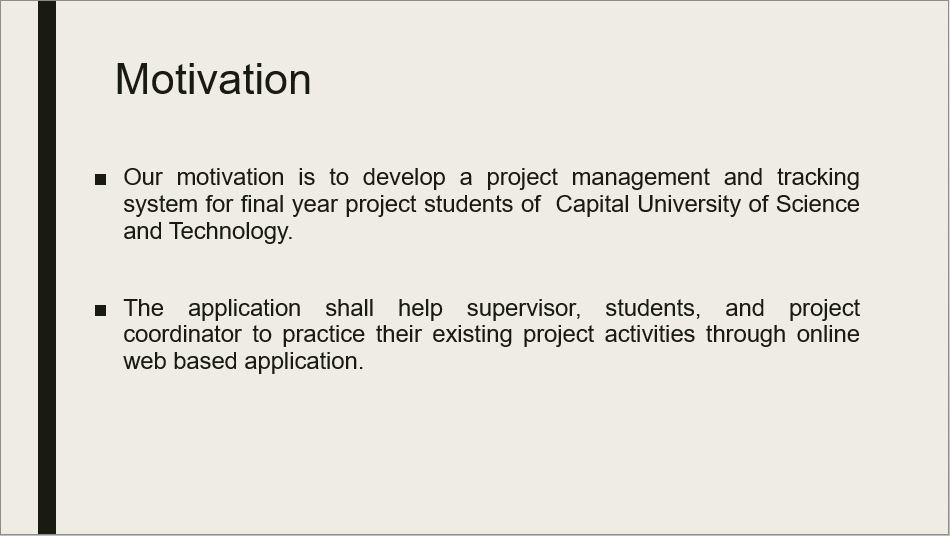 Motivation
■ Our motivation is to develop a project management and tracking
system for final year project students of  Capital University of Science
and Technology.
■ The application shall help supervisor, students, and project
coordinator to practice their existing project activities through online
web based application.